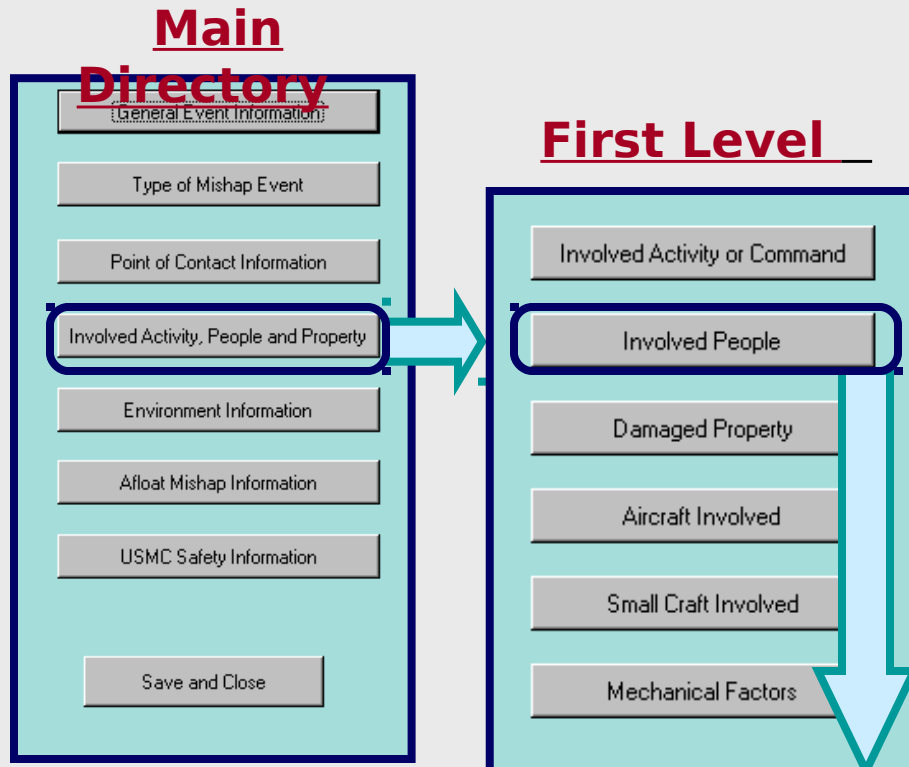 Main
Directory
General Event Information
Type of Mishap Event
Point of Contact Information
Involved Activity, People and Property
Environment Information
Afloat Mishap Information
USMC Safety Information
Save and Close
First Level
Involved Activity or Command
Involved People
Damaged Property
Aircraft Involved
Small Craft Involved
Mechanical Factors